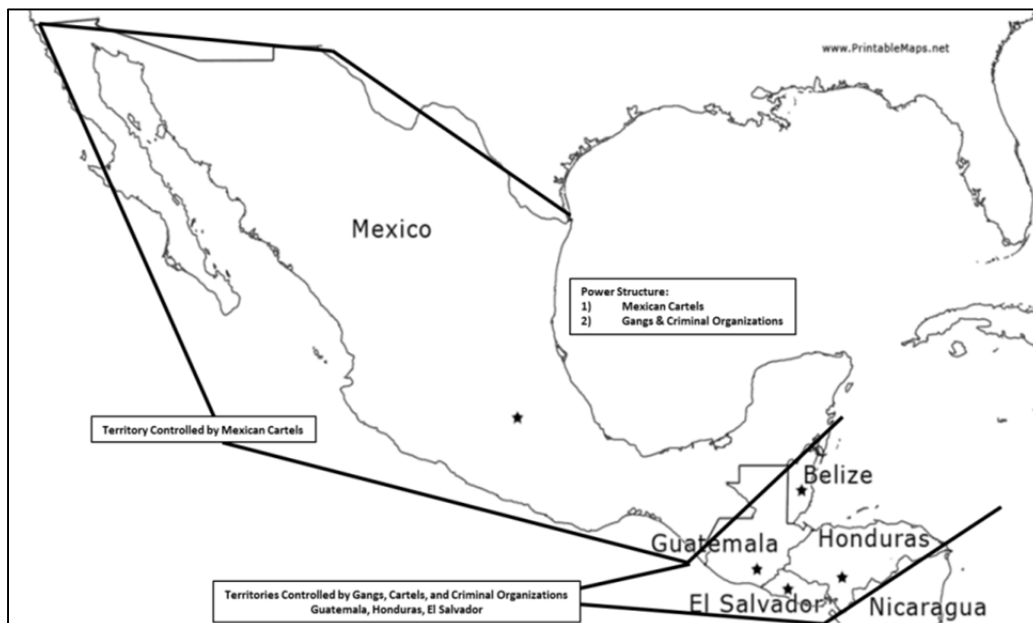 www.PrintableMaps.net
Mexico
Power Structure:
1) Mexican Cartels
2) Gangs & Criminal Organizations
Territory Controlled by Mexican Cartels
Belize
Guatemala
Honduras
Territories Controlled by Gangs, Cartels, and Criminal Organizations
Guatemala, Honduras, El Salvador
El Salvador
Nicaragua